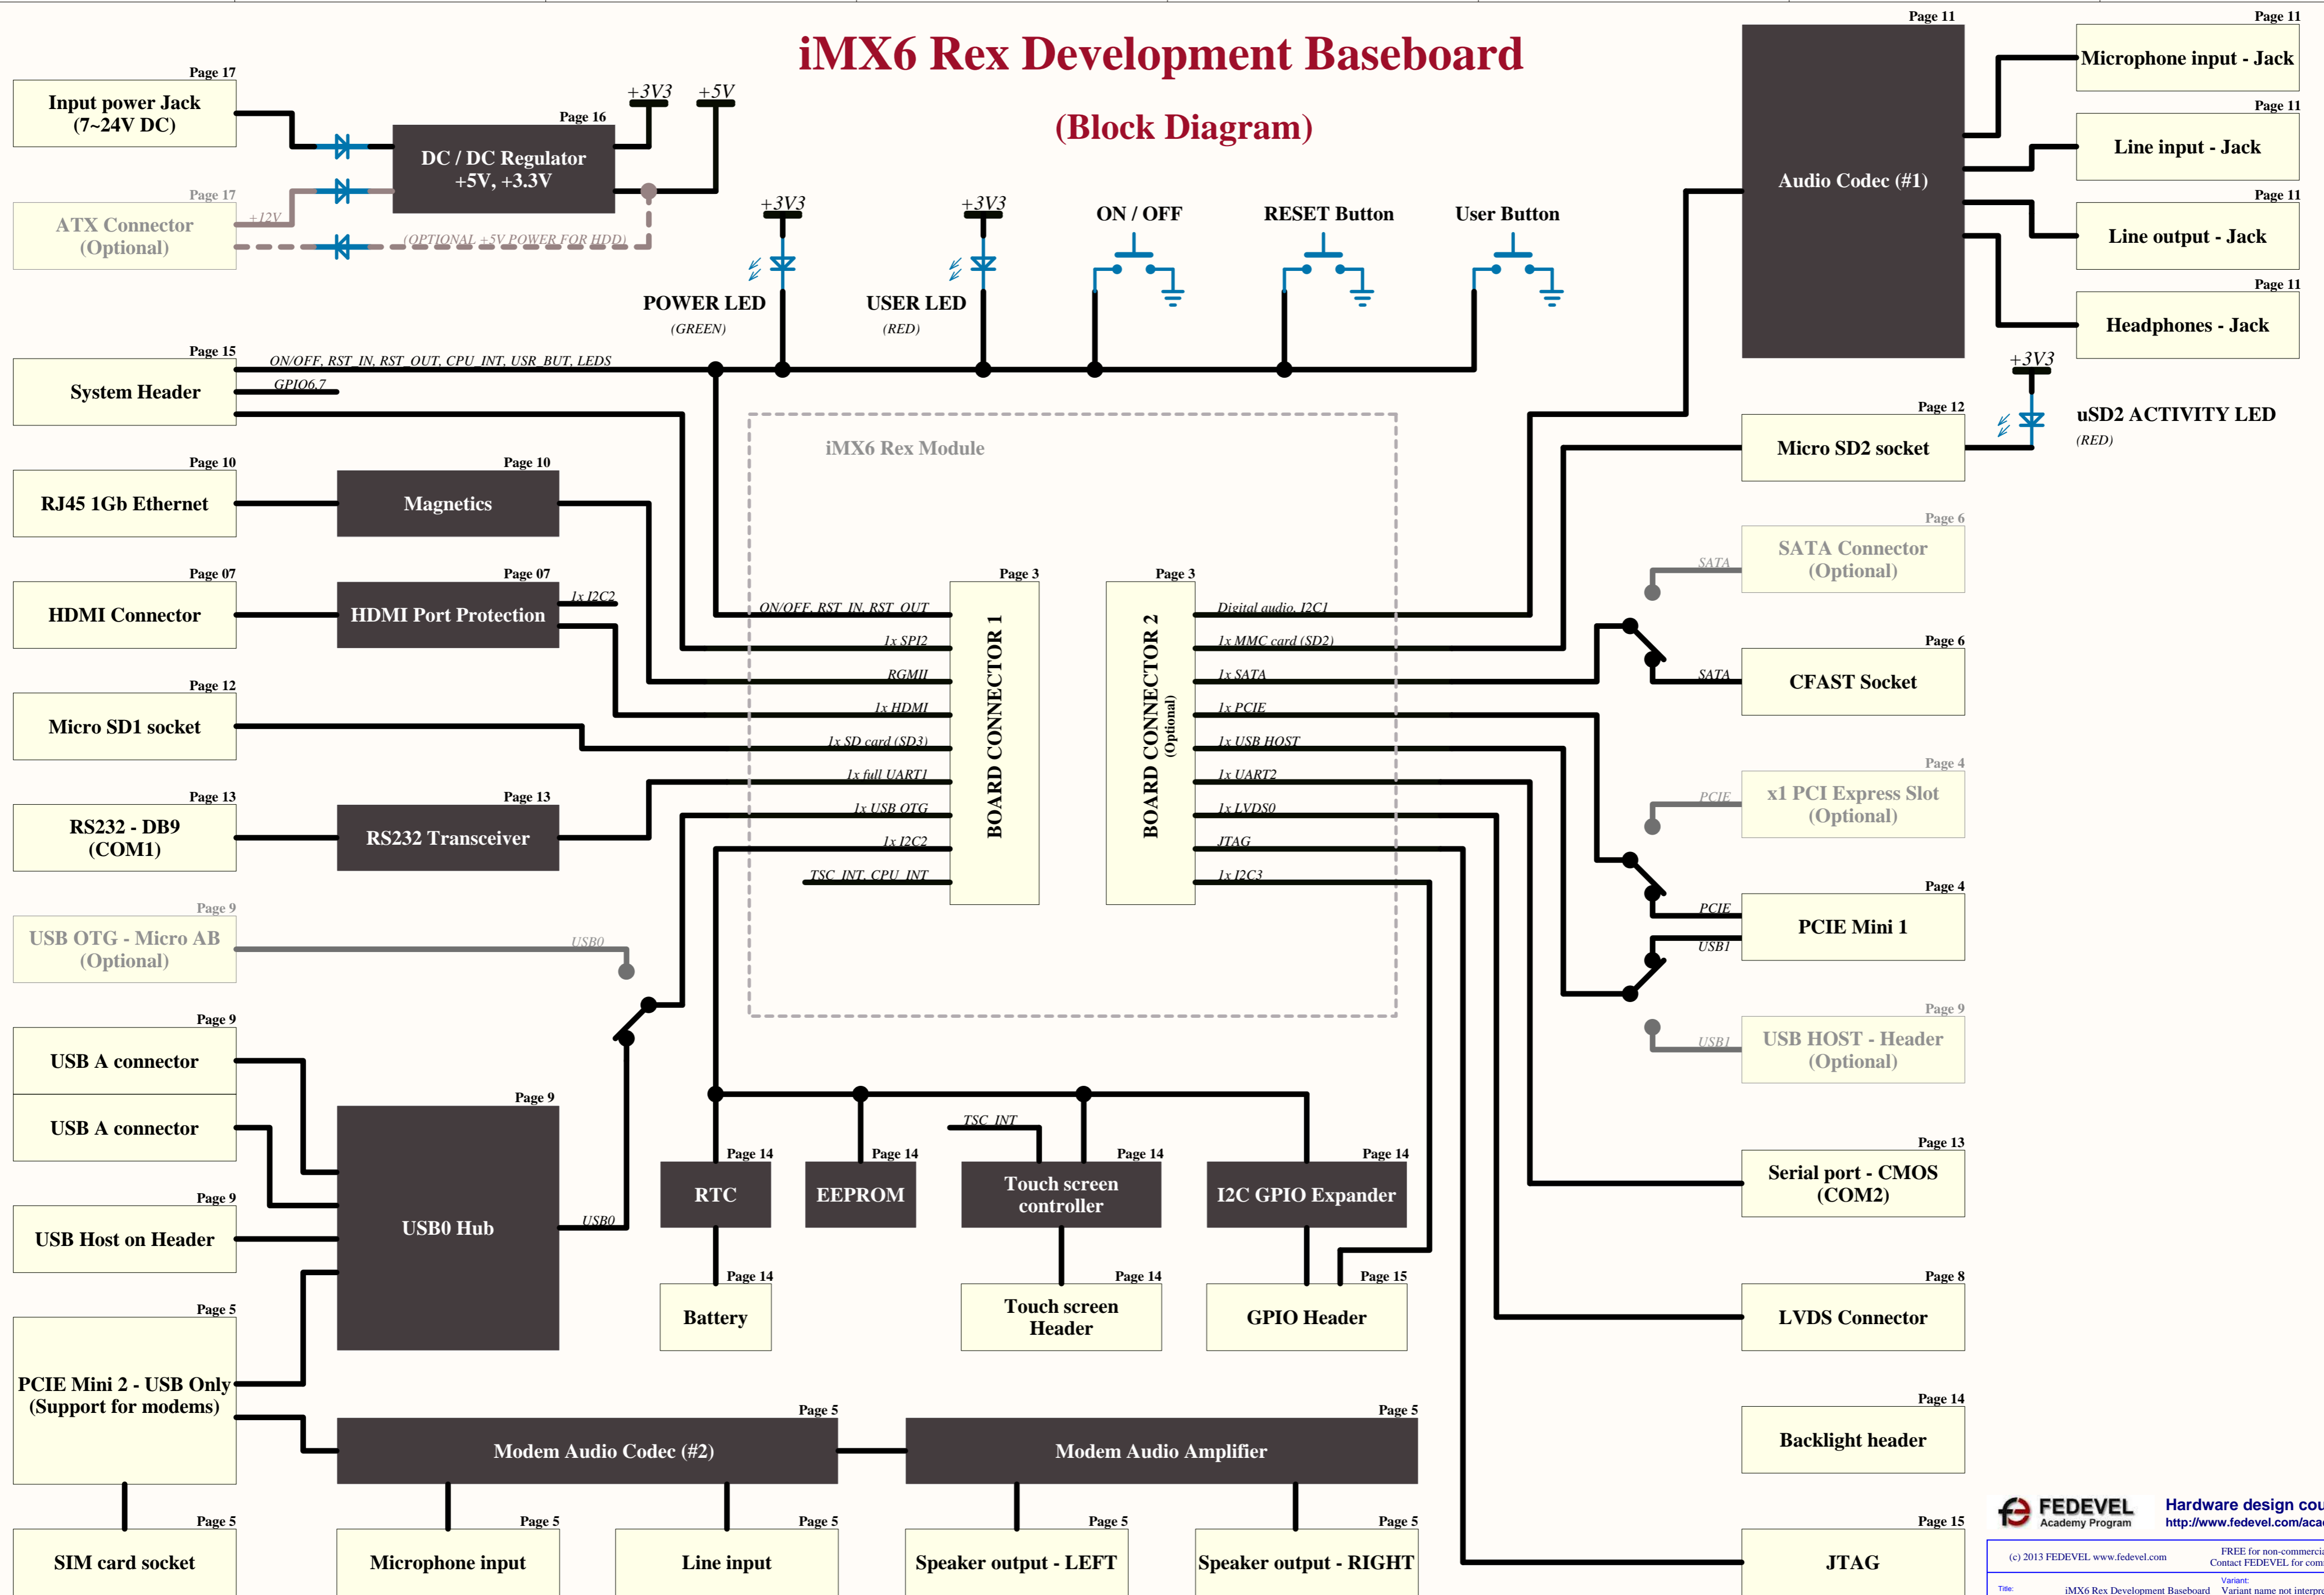 iMX6 Rex Development Baseboard
(Block Diagram)
Page 17
Input power Jack
(7~24V DC)
Page 17
ATX Connector
(Optional)
+12V
(OPTIONAL +5V POWER FOR HDD)
Page 16
DC / DC Regulator
+5V, +3.3V
+3V3
+5V
+3V3
POWER LED
(GREEN)
+3V3
USER LED
(RED)
ON / OFF
RESET Button
User Button
Page 11
Audio Codec (#1)
Page 11
Microphone input - Jack
Page 11
Line input - Jack
Page 11
Line output - Jack
Page 11
Headphones - Jack
+3V3
uSD2 ACTIVITY LED
(RED)
Page 15
System Header
ON/OFF, RST_IN, RST_OUT, CPU_INT, USR_BUT, LEDS
GPIO6,7
Page 10
RJ45 1Gb Ethernet
Page 10
Magnetics
Page 07
HDMI Connector
Page 07
HDMI Port Protection
1x I2C2
Page 12
Micro SD1 socket
Page 13
RS232 - DB9
(COM1)
Page 13
RS232 Transceiver
Page 9
USB OTG - Micro AB
(Optional)
USB0
Page 9
USB A connector
USB A connector
Page 9
USB Host on Header
Page 9
USB0 Hub
USB0
Page 5
PCIE Mini 2 - USB Only
(Support for modems)
Page 5
SIM card socket
iMX6 Rex Module
Page 3
BOARD CONNECTOR 1
ON/OFF, RST_IN, RST_OUT
1x SPI2
RGMII
1x HDMI
1x SD card (SD3)
1x full UART1
1x USB OTG
1x I2C2
TSC_INT, CPU_INT
Page 3
BOARD CONNECTOR 2
(Optional)
Digital audio, I2C1
1x MMC card (SD2)
1x SATA
1x PCIE
1x USB HOST
1x UART2
1x LVDS0
JTAG
1x I2C3
Page 12
Micro SD2 socket
Page 6
SATA Connector
(Optional)
SATA
Page 6
CFAST Socket
SATA
Page 4
x1 PCI Express Slot
(Optional)
PCIE
Page 4
PCIE Mini 1
PCIE
USB1
Page 9
USB HOST - Header
(Optional)
USB1
Page 13
Serial port - CMOS
(COM2)
Page 8
LVDS Connector
Page 14
Backlight header
Page 15
JTAG
TSC_INT
Page 14
RTC
Page 14
EEPROM
Page 14
Touch screen
controller
Page 14
I2C GPIO Expander
Page 14
Battery
Page 14
Touch screen
Header
Page 15
GPIO Header
Page 5
Modem Audio Codec (#2)
Page 5
Modem Audio Amplifier
Page 5
Microphone input
Page 5
Line input
Page 5
Speaker output - LEFT
Page 5
Speaker output - RIGHT
FEDEVEL
Academy Program
Hardware design
http://www.fedevel.com/
(c) 2013 FEDEVEL www.fedevel.com
FREE for
Contact FEDEVEL for
Title:
iMX6 Rex Development Baseboard
Variant:
Variant name not